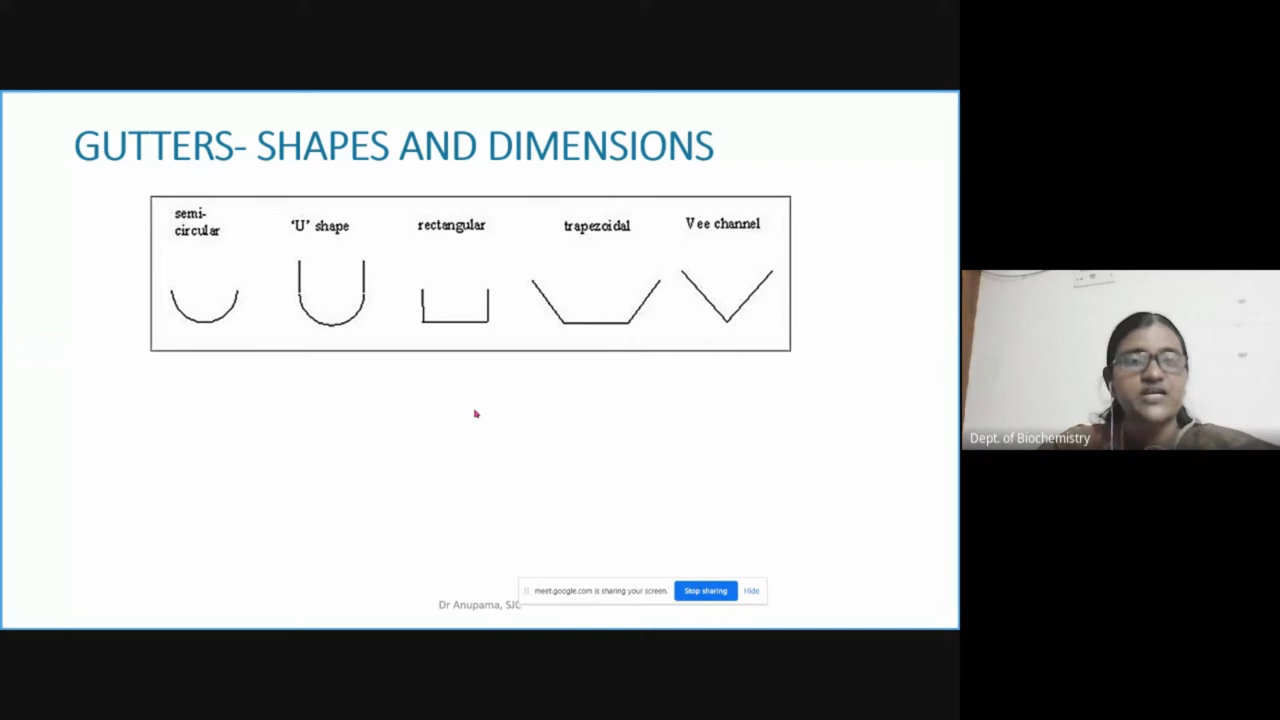 GUTTERS- SHAPES AND DIMENSIONS
semi-
circular
'U' shape
rectangular
trapezoidal
Vee channel
meet.google.com is sharing your screen.
Stop sharing
Hide
Dr Anupama, SJC
Dept. of Biochemistry